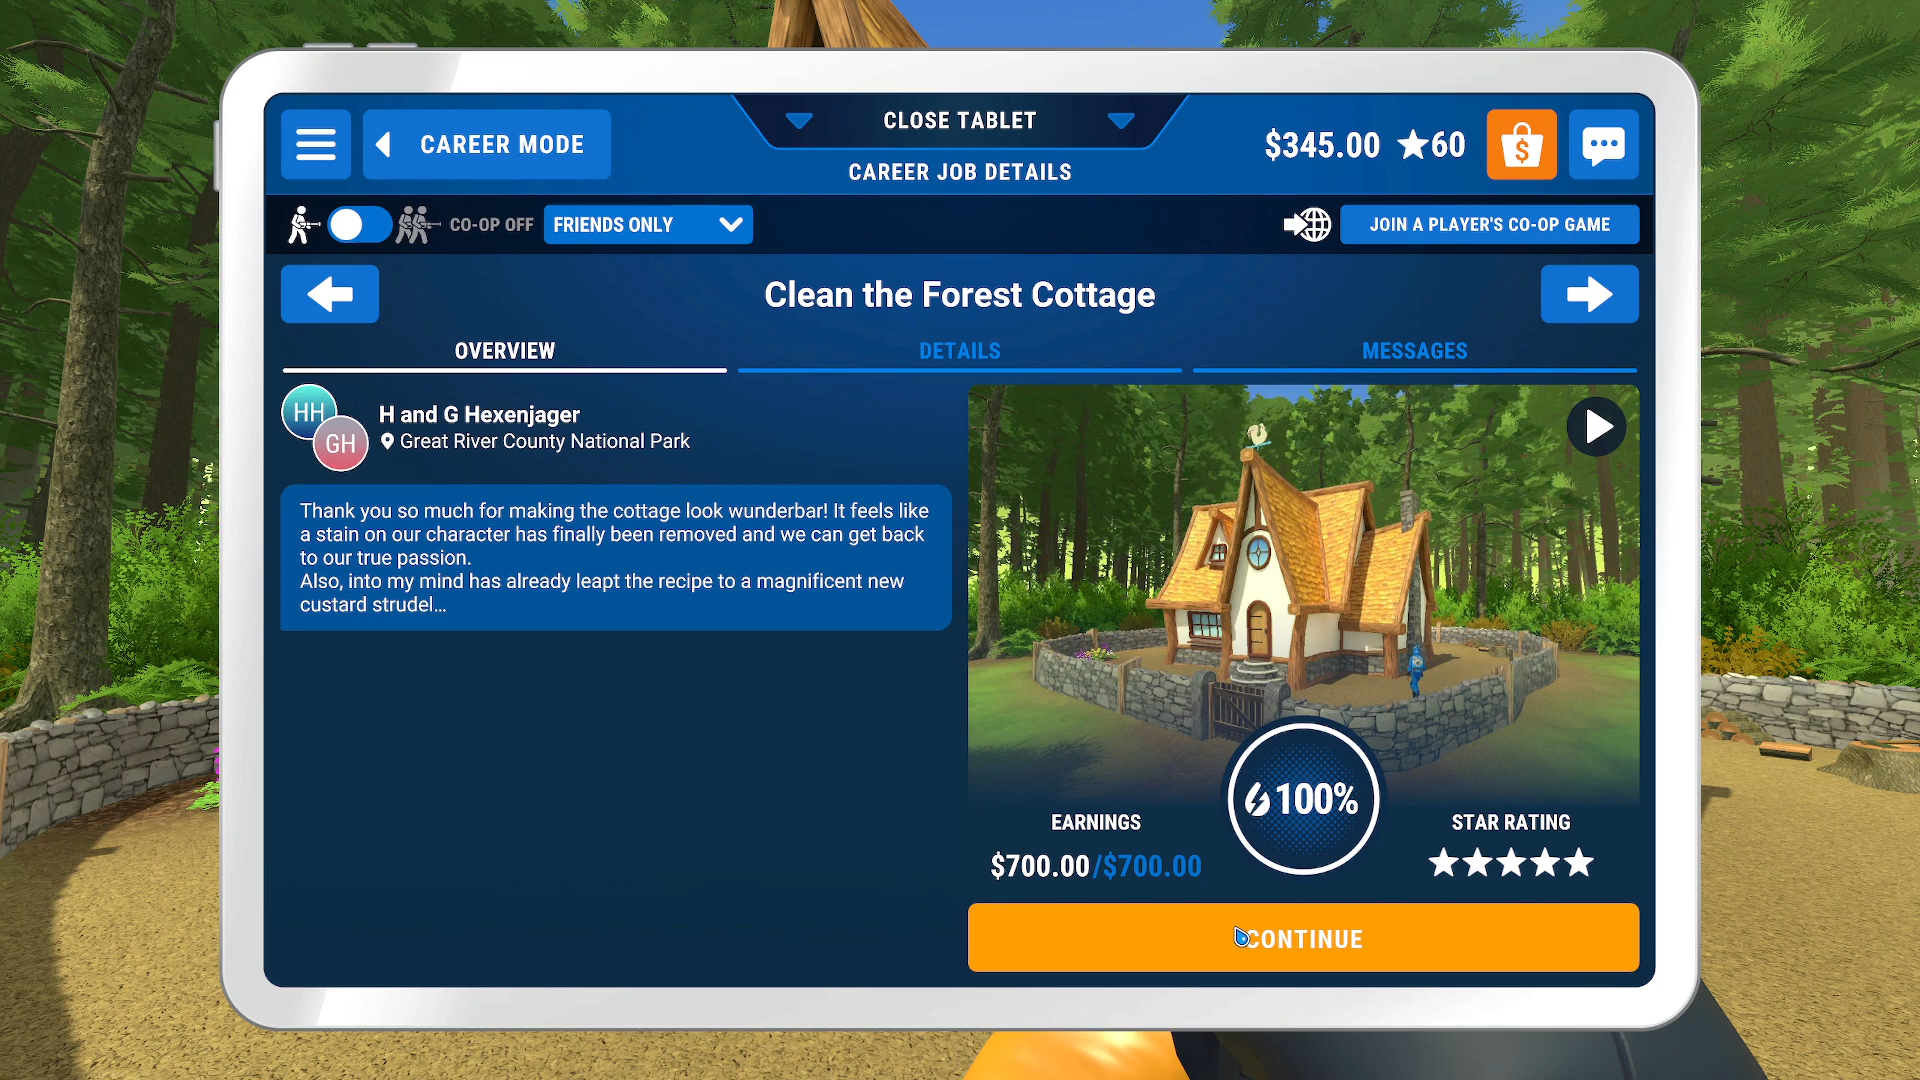 CLOSE TABLET
CAREER MODE
$345.00
60
$
CAREER JOB DETAILS
CO-OP OFF
FRIENDS ONLY
JOIN A PLAYER'S CO-OP GAME
Clean the Forest Cottage
OVERVIEW
DETAILS
MESSAGES
HH
GH
H and G Hexenjager
Great River County National Park
Thank you so much for making the cottage look wunderbar! It feels like
a stain on our character has finally been removed and we can get back
to our true passion.
Also, into my mind has already leapt the recipe to a magnificent new
custard strudel...
100%
EARNINGS
$700.00/$700.00
STAR RATING
CONTINUE